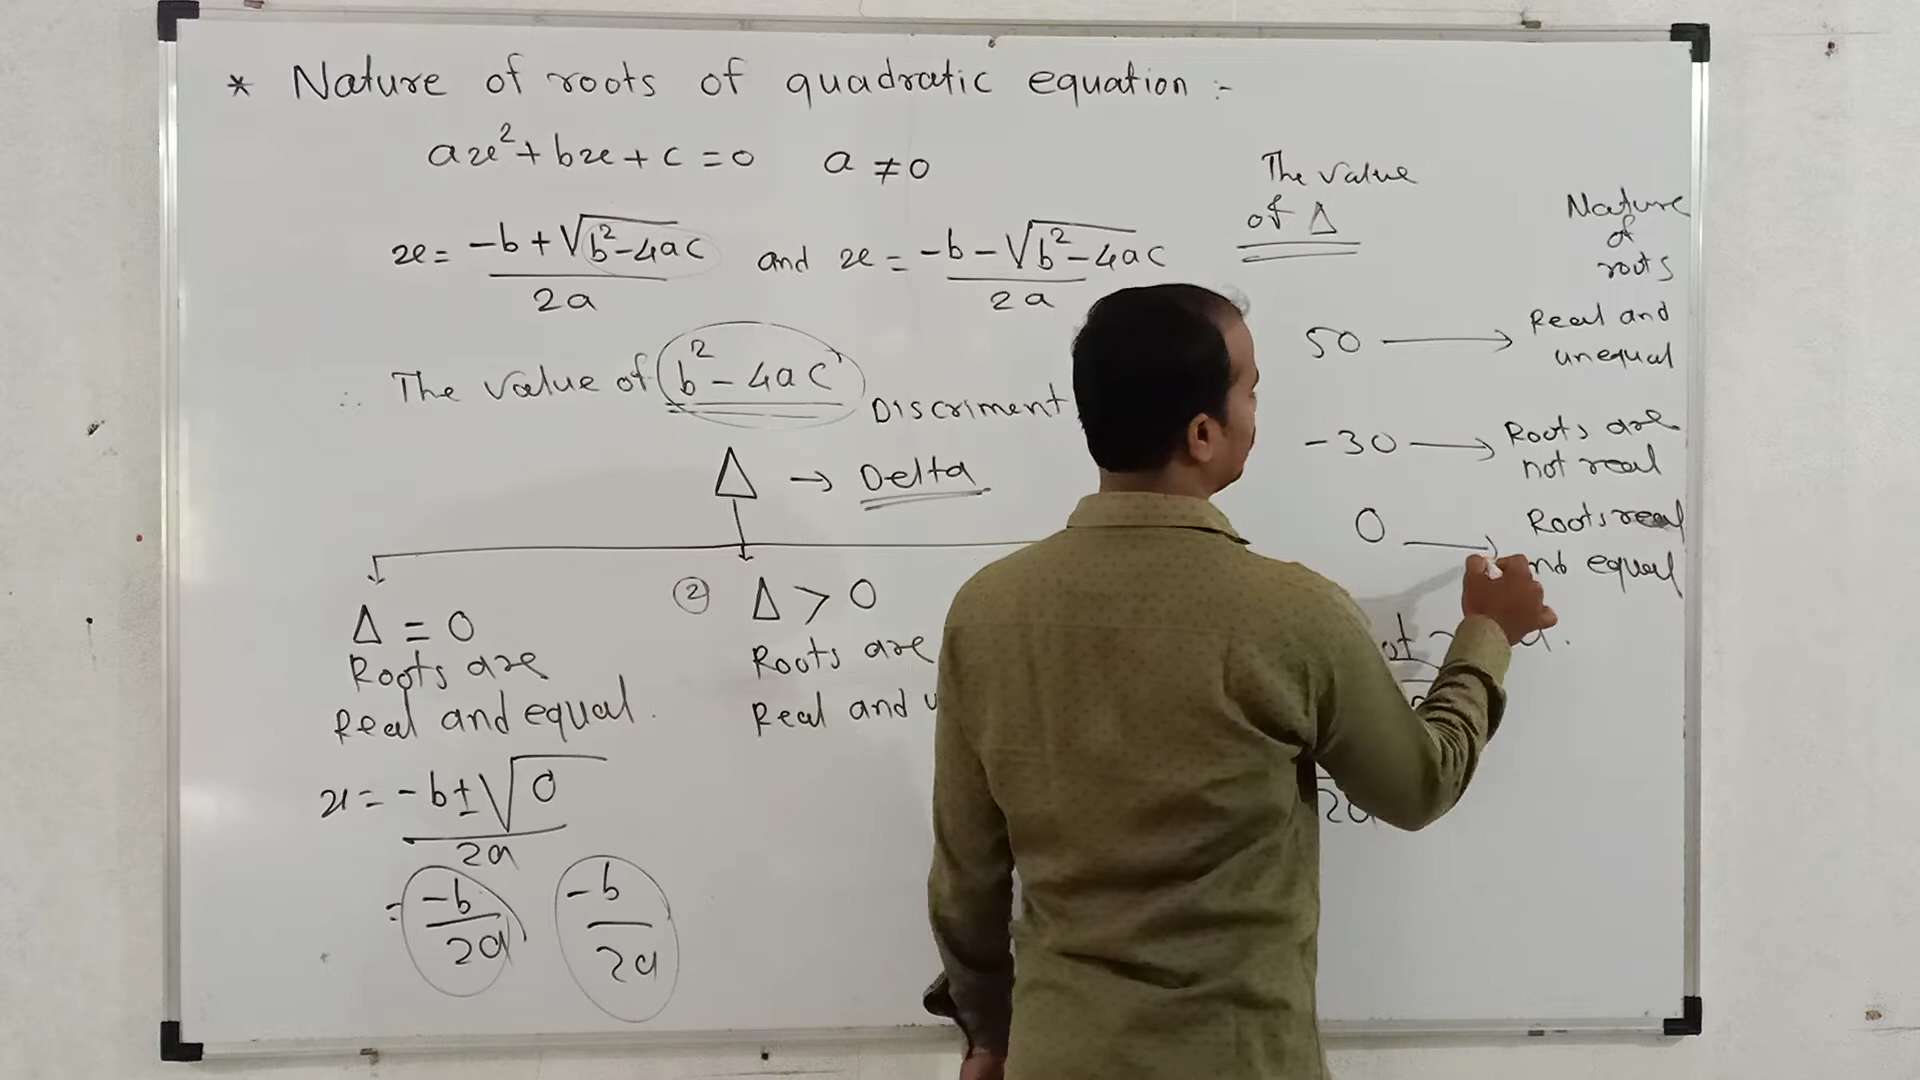 * Nature of roots of quadratic equation :-
ax²+bx+c=0   a ≠ 0
x = (-b+√(b²-4ac))/2a and x = (-b-√(b²-4ac))/2a
∴ The value of b²-4ac Discriment
Δ → Delta
Δ = 0
Roots are
Real and equal.
x = (-b±√0)/2a
= -b/2a   -b/2a
② Δ > 0
Roots are
Real and
The value
of Δ
Nature
of
roots
50 → Real and
unequal
-30 → Roots are
not real
0 → Roots real
equal
2a